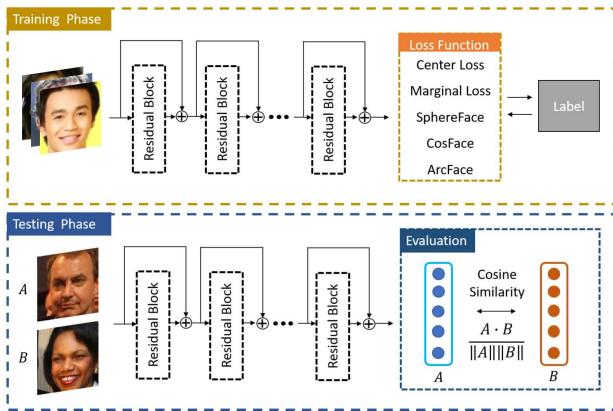 Training Phase
Residual Block
Residual Block
Residual Block
Loss Function
Center Loss
Marginal Loss
SphereFace
CosFace
ArcFace
Label
Testing Phase
A
B
Residual Block
Residual Block
Residual Block
Evaluation
Cosine
Similarity
A · B
‖A‖‖B‖
A
B